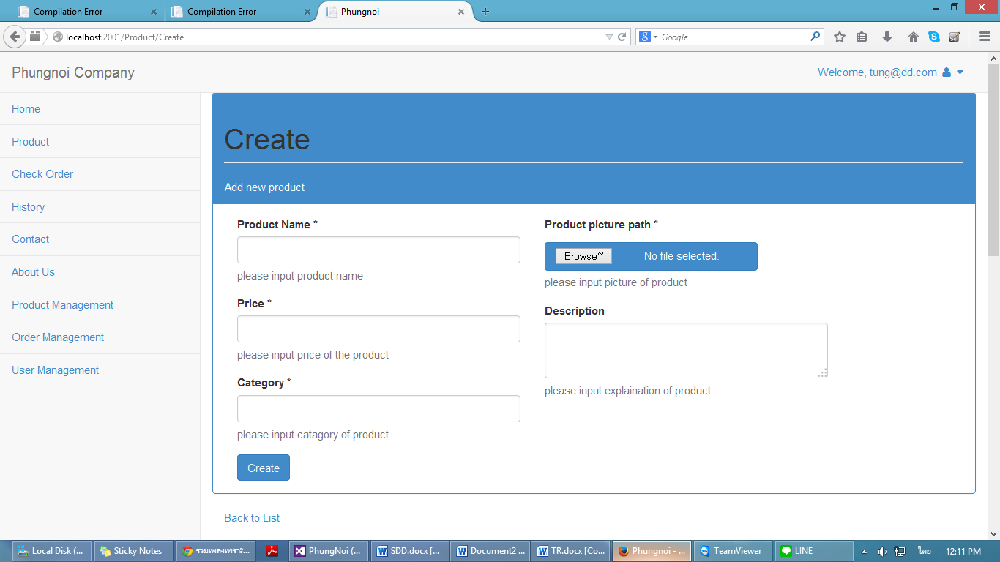 Compilation Error
Compilation Error
Phungnoi
localhost:2001/Product/Create
Google
Phungnoi Company
Welcome, tung@dd.com
Home
Product
Check Order
History
Contact
About Us
Product Management
Order Management
User Management
Create
Add new product
Product Name *
please input product name
Price *
please input price of the product
Category *
please input catagory of product
Create
Product picture path *
Browse~ No file selected.
please input picture of product
Description
please input explaination of product
Back to List
Local Disk (... Sticky Notes รวมเพลงเพราะ... PhungNoi (... SDD.docx [... Document2 ... TR.docx [Co... Phungnoi - ... TeamViewer LINE ไทย 12:11 PM